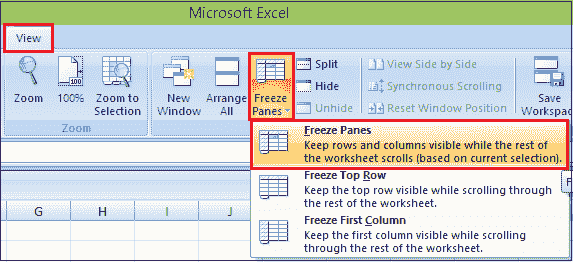 Microsoft Excel
View
Zoom
100%
Zoom to
Selection
Zoom
New
Window
Arrange
All
Freeze
Panes
Split
Hide
Unhide
View Side by Side
Synchronous Scrolling
Reset Window Position
Save
Workspac
Freeze Panes
Keep rows and columns visible while the rest of
the worksheet scrolls (based on current selection).
F
Freeze Top Row
Keep the top row visible while scrolling through
the rest of the worksheet.
Freeze First Column
Keep the first column visible while scrolling
through the rest of the worksheet.
G H I J